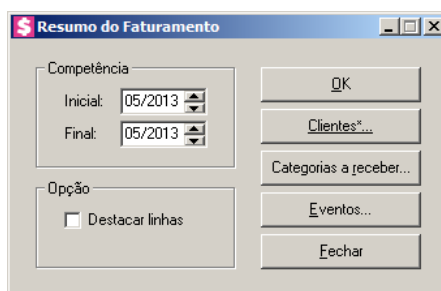 Resumo do Faturamento
Competência
Inicial: 05/2013
Final: 05/2013
Opção
Destacar linhas
OK
Clientes*...
Categorias a receber...
Eventos...
Fechar